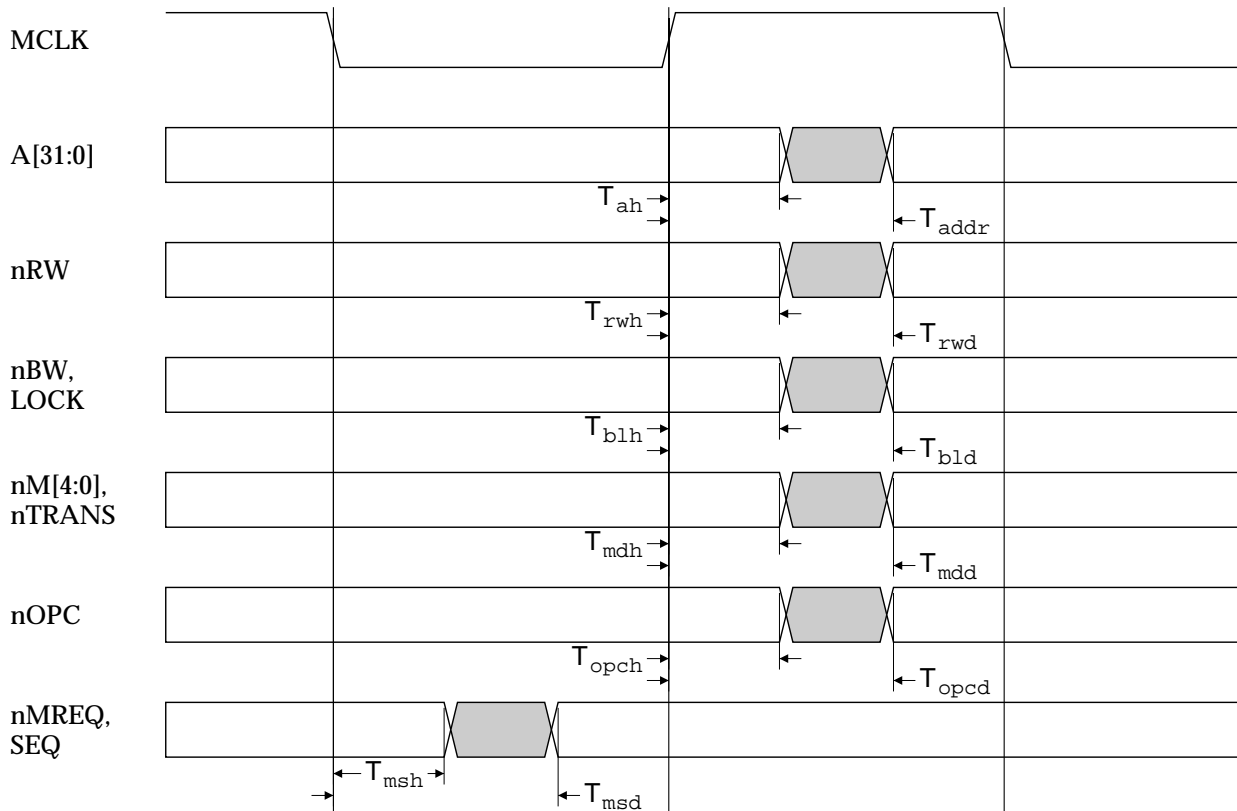 MCLK
A[31:0]
T_ah
T_addr
nRW
T_rwh
T_rwd
nBW,
LOCK
T_blh
T_bld
nM[4:0],
nTRANS
T_mdh
T_mdd
nOPC
T_opch
T_opcd
nMREQ,
SEQ
T_msh
T_msd